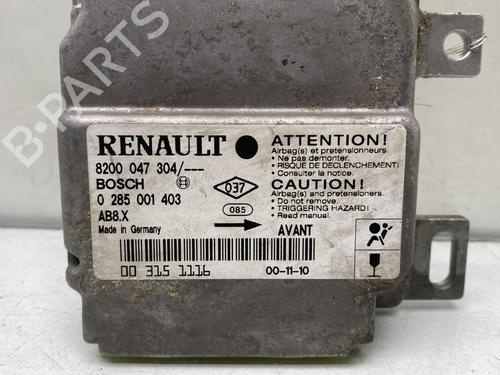 B-PARTS
RENAULT
8200 047 304/---
BOSCH
0 285 001 403
AB8.X
Made in Germany
037
085
AVANT
ATTENTION!
Airbag(s) et pretensionneurs.
• Ne pas demonter.
• RISQUE DE DECLENCHEMENT!
• Consulter la notice.
CAUTION!
Airbag(s) and pretensioners.
• Do not remove.
• TRIGGERING HAZARD!
• Read manual.
00 315 1116
00-11-10